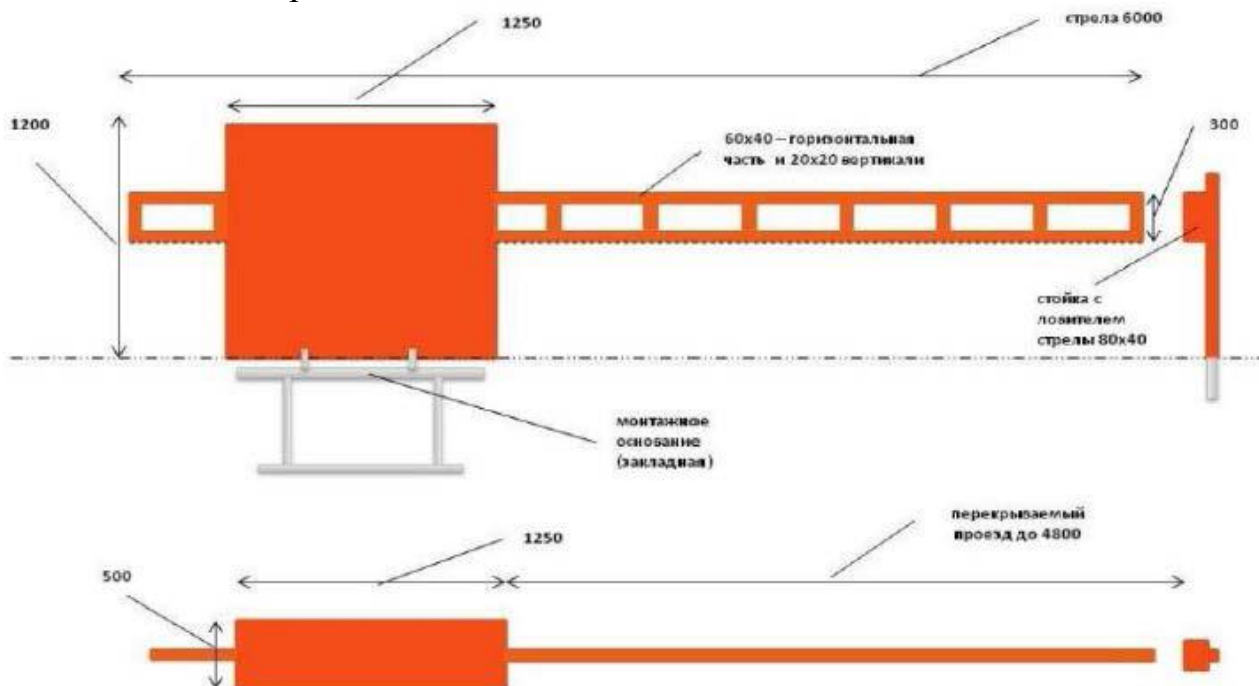 1250
стрела 6000
1200
300
60х40 – горизонтальная
часть и 20х20 вертикали
стойка с
ловителем
стрелы 80х40
монтажное
основание
(закладная)
перекрываемый
проезд до 4800
1250
500